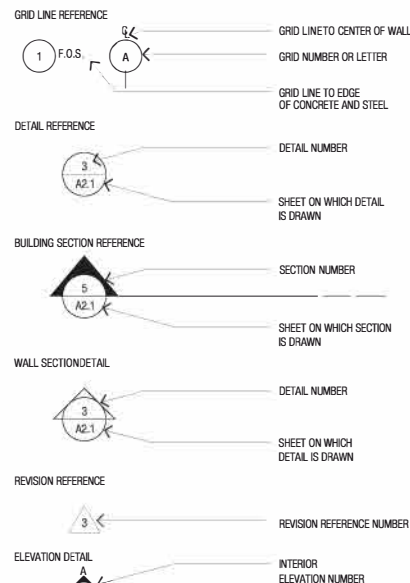 GRID LINE REFERENCE
℄
GRID LINETO CENTER OF WALL
1
F.O.S.
A
GRID NUMBER OR LETTER
GRID LINE TO EDGE
OF CONCRETE AND STEEL
DETAIL REFERENCE
DETAIL NUMBER
3
A2.1
SHEET ON WHICH DETAIL
IS DRAWN
BUILDING SECTION REFERENCE
SECTION NUMBER
5
A2.1
SHEET ON WHICH SECTION
IS DRAWN
WALL SECTIONDETAIL
DETAIL NUMBER
3
A2.1
SHEET ON WHICH
DETAIL IS DRAWN
REVISION REFERENCE
3
REVISION REFERENCE NUMBER
ELEVATION DETAIL
A
INTERIOR
ELEVATION NUMBER